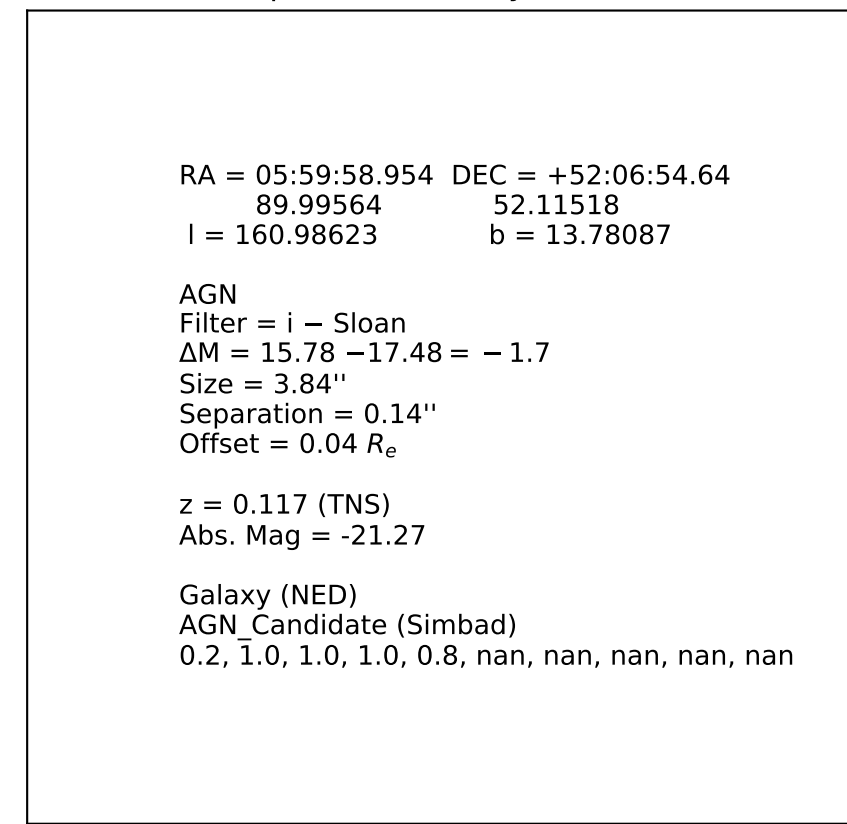 RA = 05:59:58.954  DEC = +52:06:54.64
89.99564  52.11518
l = 160.98623  b = 13.78087
AGN
Filter = i − Sloan
ΔM = 15.78 −17.48 = − 1.7
Size = 3.84''
Separation = 0.14''
Offset = 0.04 Re
z = 0.117 (TNS)
Abs. Mag = -21.27
Galaxy (NED)
AGN_Candidate (Simbad)
0.2, 1.0, 1.0, 1.0, 0.8, nan, nan, nan, nan, nan